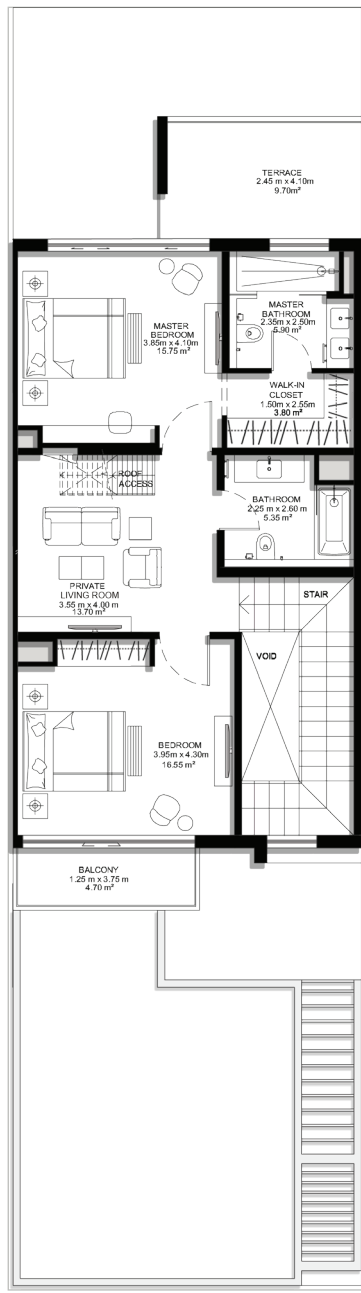 TERRACE
2.45 m x 4.10m
9.70m²
MASTER
BATHROOM
2.35m x 2.50m
5.90 m²
MASTER
BEDROOM
3.85m x 4.10m
15.75 m²
WALK-IN
CLOSET
1.50m x 2.55m
3.80 m²
ROOF
ACCESS
BATHROOM
2.25 m x 2.60 m
5.35 m²
PRIVATE
LIVING ROOM
3.55 m x 4.00 m
13.70 m²
STAIR
VOID
BEDROOM
3.95m x 4.30m
16.55 m²
BALCONY
1.25 m x 3.75 m
4.70 m²